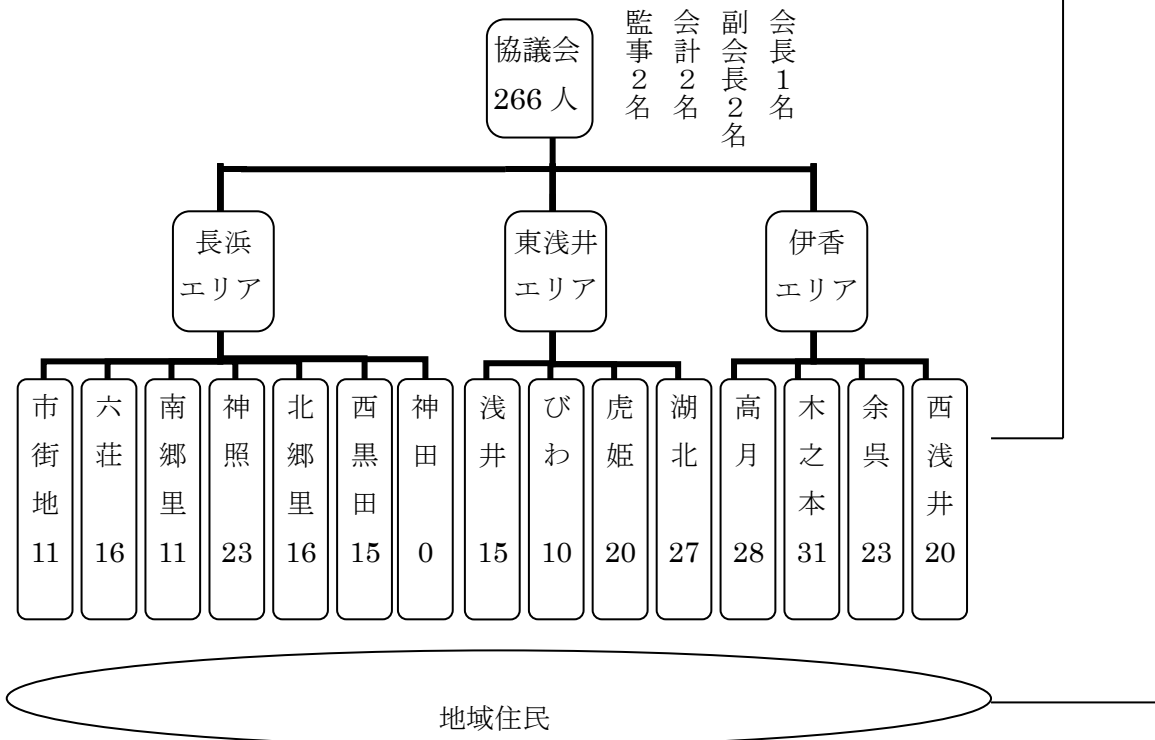 協議会
266 人
会長1名
副会長2名
会計2名
監事2名
長浜
エリア
東浅井
エリア
伊香
エリア
市街地
11
六荘
16
南郷里
11
神照
23
北郷里
16
西黒田
15
神田
0
浅井
15
びわ
10
虎姫
20
湖北
27
高月
28
木之本
31
余呉
23
西浅井
20
地域住民